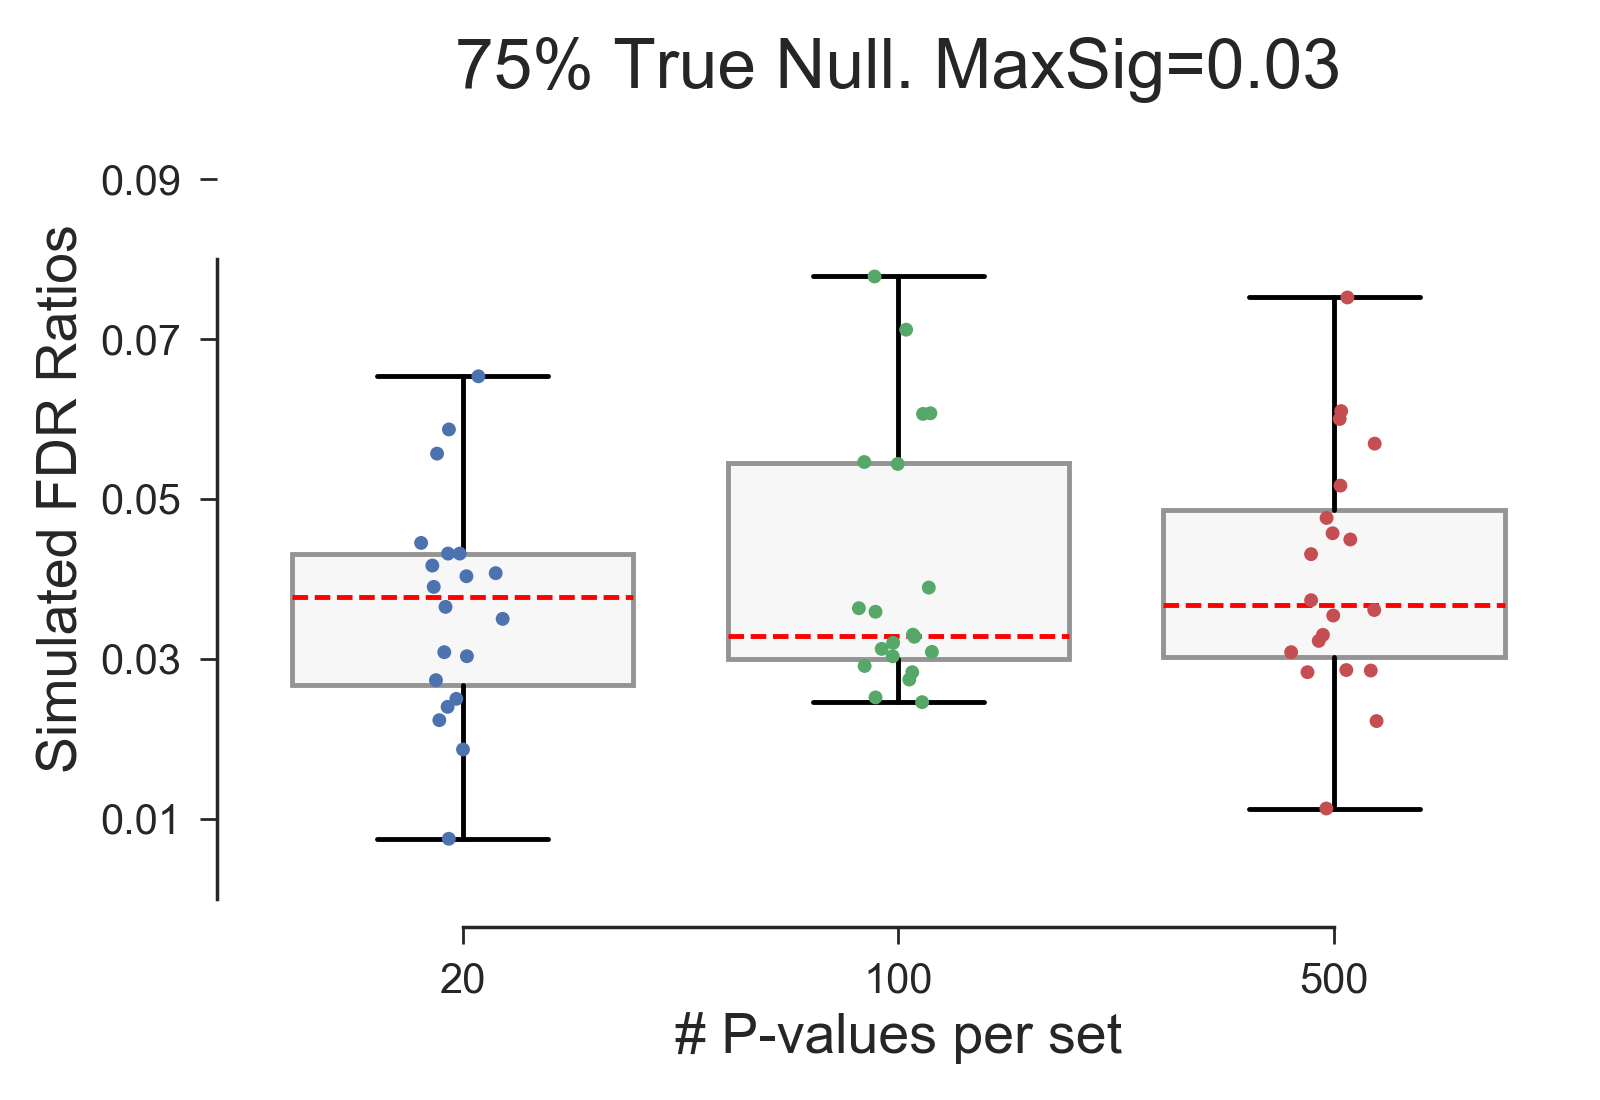 75% True Null. MaxSig=0.03
Simulated FDR Ratios
0.09
0.07
0.05
0.03
0.01
20
100
500
# P-values per set